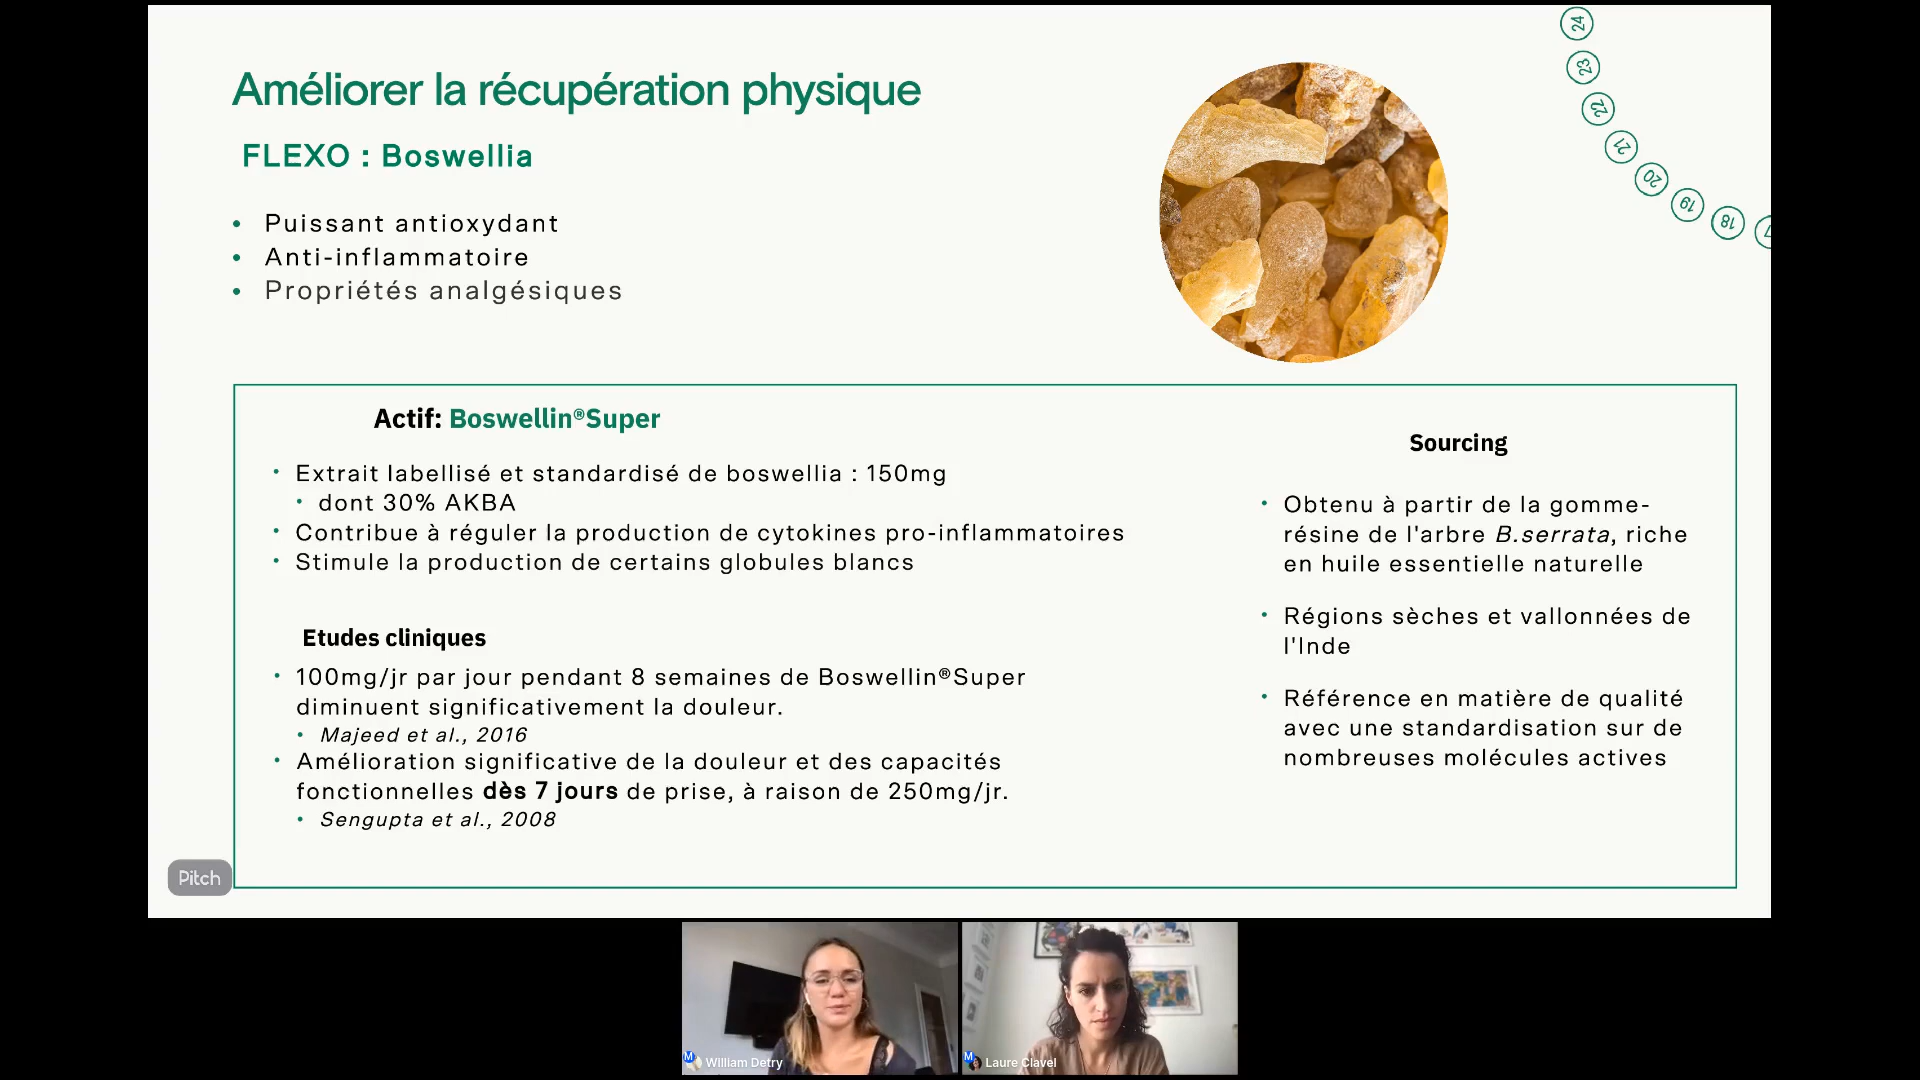 Améliorer la récupération physique
24
23
22
21
20
19
18
FLEXO : Boswellia
• Puissant antioxydant
• Anti-inflammatoire
• Propriétés analgésiques
Actif: Boswellin®Super
• Extrait labellisé et standardisé de boswellia : 150mg
• dont 30% AKBA
• Contribue à réguler la production de cytokines pro-inflammatoires
• Stimule la production de certains globules blancs
Etudes cliniques
• 100mg/jr par jour pendant 8 semaines de Boswellin®Super
diminuent significativement la douleur.
• Majeed et al., 2016
• Amélioration significative de la douleur et des capacités
fonctionnelles dès 7 jours de prise, à raison de 250mg/jr.
• Sengupta et al., 2008
Sourcing
• Obtenu à partir de la gomme-
résine de l'arbre B.serrata, riche
en huile essentielle naturelle
• Régions sèches et vallonnées de
l'Inde
• Référence en matière de qualité
avec une standardisation sur de
nombreuses molécules actives
Pitch
M William Detry
M Laure Clavel